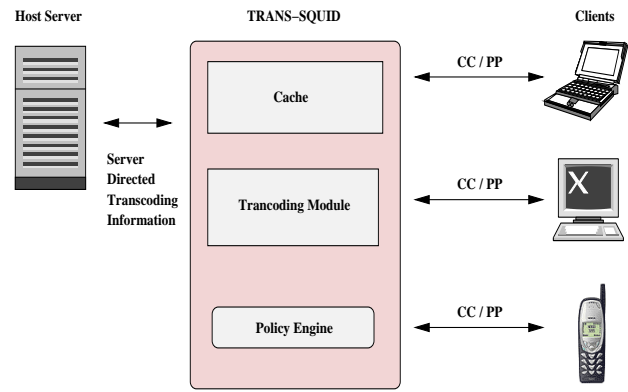 Host Server
TRANS–SQUID
Clients
Cache
CC / PP
Server
Directed
Transcoding
Information
Trancoding Module
CC / PP
X
Policy Engine
CC / PP